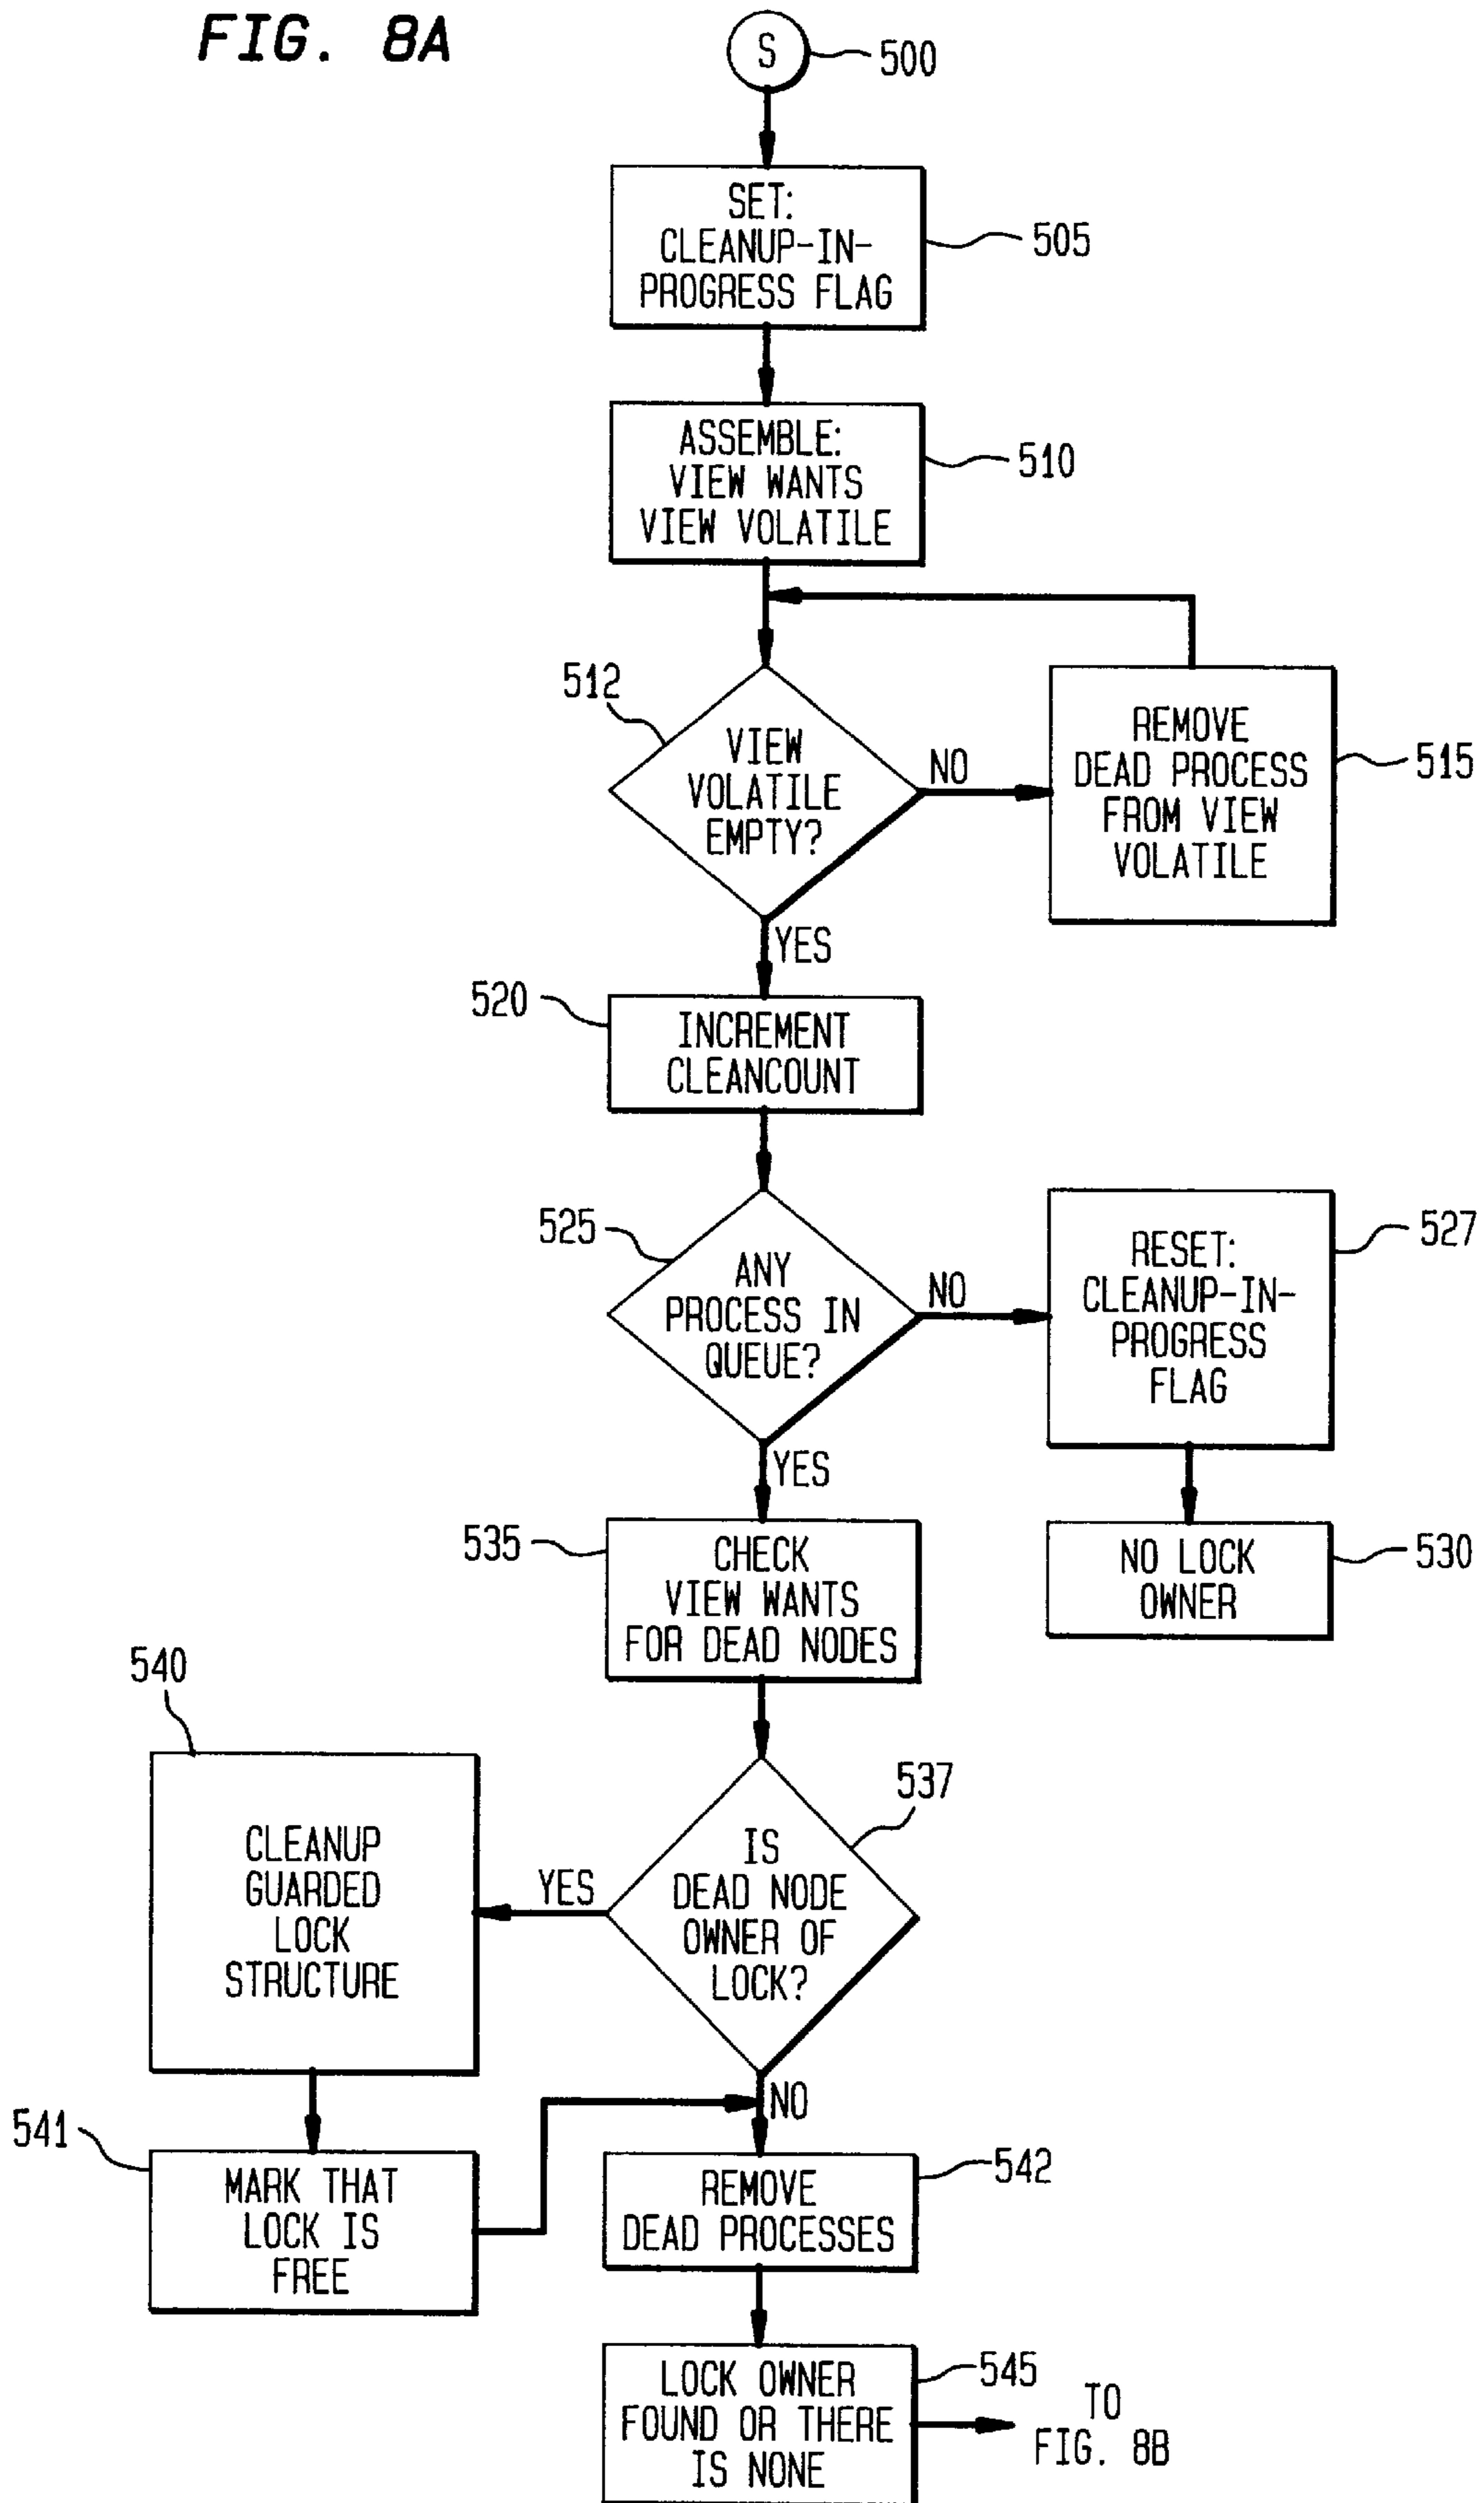 FIG. 8A
S
500
SET:
CLEANUP-IN-
PROGRESS FLAG
505
ASSEMBLE:
VIEW WANTS
VIEW VOLATILE
510
512
VIEW
VOLATILE
EMPTY?
NO
REMOVE
DEAD PROCESS
FROM VIEW
VOLATILE
515
YES
520
INCREMENT
CLEANCOUNT
525
ANY
PROCESS IN
QUEUE?
NO
RESET:
CLEANUP-IN-
PROGRESS
FLAG
527
YES
535
CHECK
VIEW WANTS
FOR DEAD NODES
NO LOCK
OWNER
530
540
CLEANUP
GUARDED
LOCK
STRUCTURE
YES
IS
DEAD NODE
OWNER OF
LOCK?
537
NO
541
MARK THAT
LOCK IS
FREE
REMOVE
DEAD PROCESSES
542
LOCK OWNER
FOUND OR THERE
IS NONE
545
TO
FIG. 8B